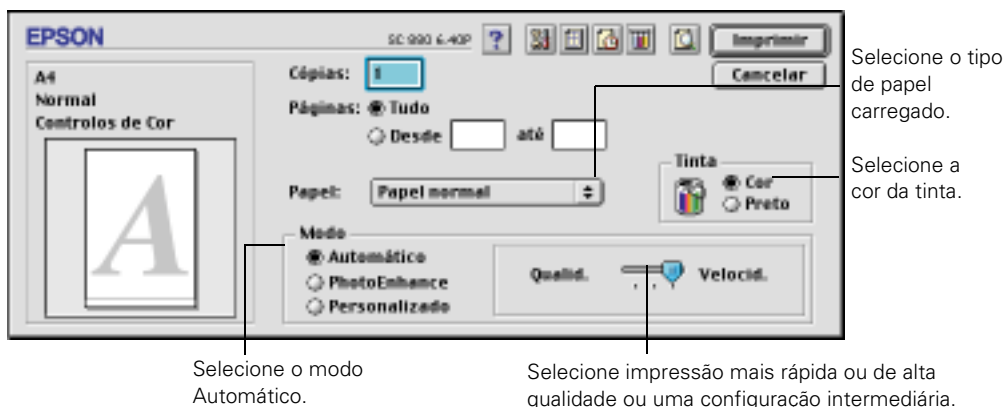 EPSON
SC 880 6.40P
?
Imprimir
Cancelar
A4
Normal
Controlos de Cor
A
Cópias: 1
Páginas: Tudo
Desde até
Papel: Papel normal
Tinta
Cor
Preto
Modo
Automático
PhotoEnhance
Personalizado
Qualid. Velocid.
Selecione o tipo
de papel
carregado.
Selecione a
cor da tinta.
Selecione o modo
Automático.
Selecione impressão mais rápida ou de alta
qualidade ou uma configuração intermediária.